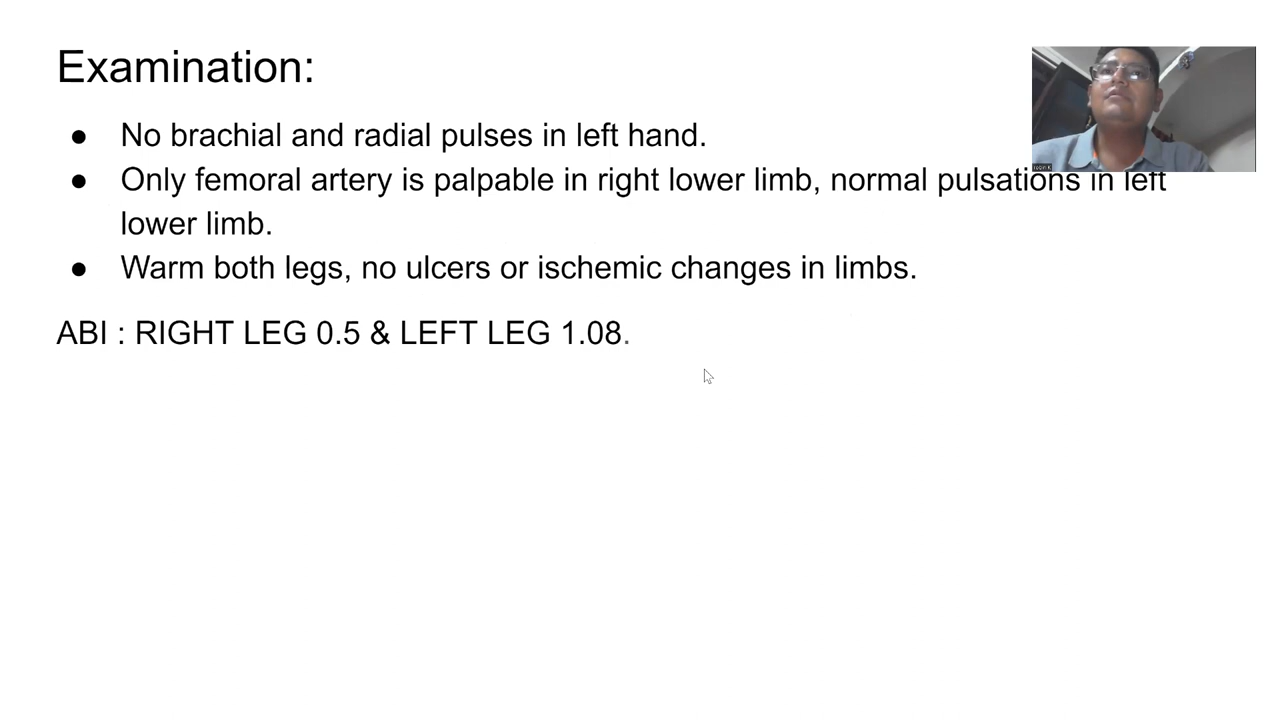 Examination:
● No brachial and radial pulses in left hand.
● Only femoral artery is palpable in right lower limb, normal pulsations in left
lower limb.
● Warm both legs, no ulcers or ischemic changes in limbs.
ABI : RIGHT LEG 0.5 & LEFT LEG 1.08.